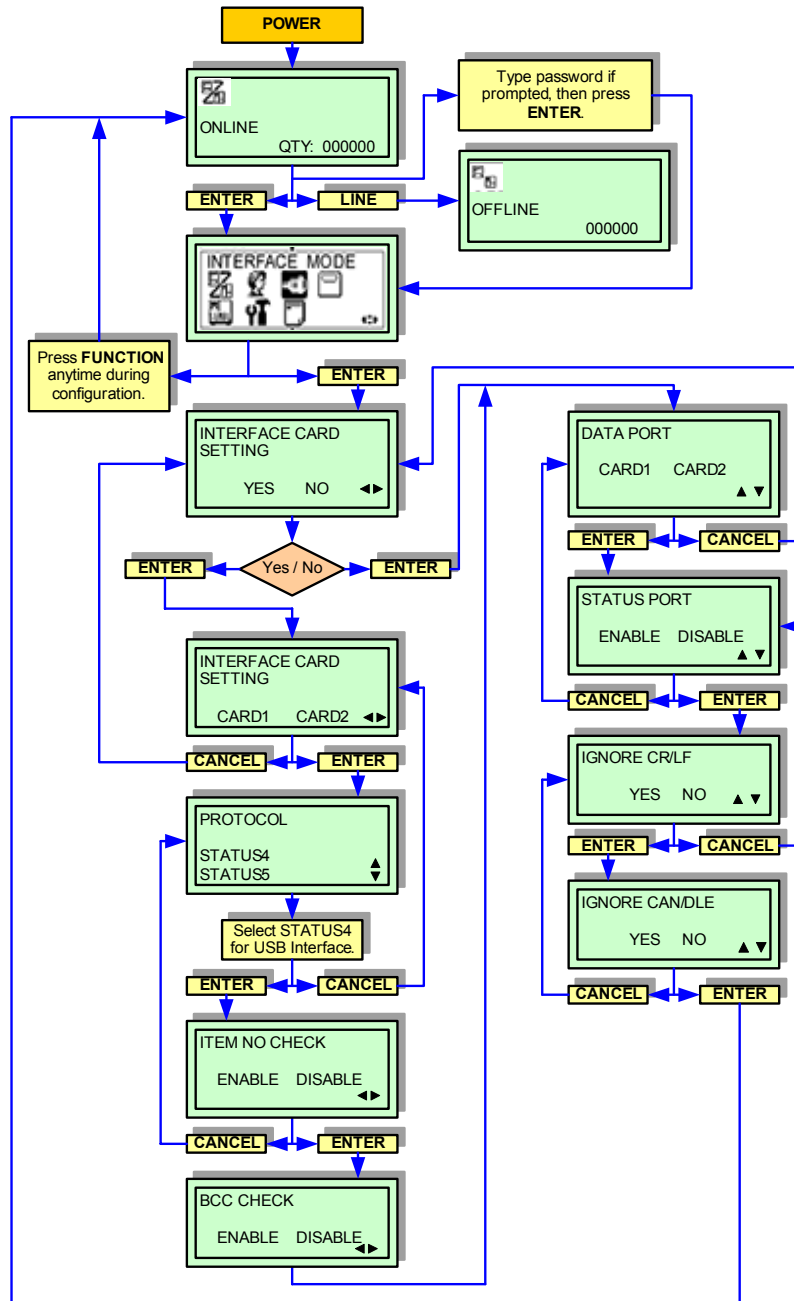 POWER
ONLINE
QTY: 000000
Type password if
prompted, then press
ENTER.
ENTER
LINE
OFFLINE
000000
INTERFACE MODE
Press FUNCTION
anytime during
configuration.
ENTER
INTERFACE CARD
SETTING
YES NO
Yes / No
ENTER
ENTER
INTERFACE CARD
SETTING
CARD1 CARD2
CANCEL
ENTER
PROTOCOL
STATUS4
STATUS5
Select STATUS4
for USB Interface.
ENTER
CANCEL
ITEM NO CHECK
ENABLE DISABLE
CANCEL
ENTER
BCC CHECK
ENABLE DISABLE
DATA PORT
CARD1 CARD2
ENTER
CANCEL
STATUS PORT
ENABLE DISABLE
CANCEL
ENTER
IGNORE CR/LF
YES NO
ENTER
CANCEL
IGNORE CAN/DLE
YES NO
CANCEL
ENTER